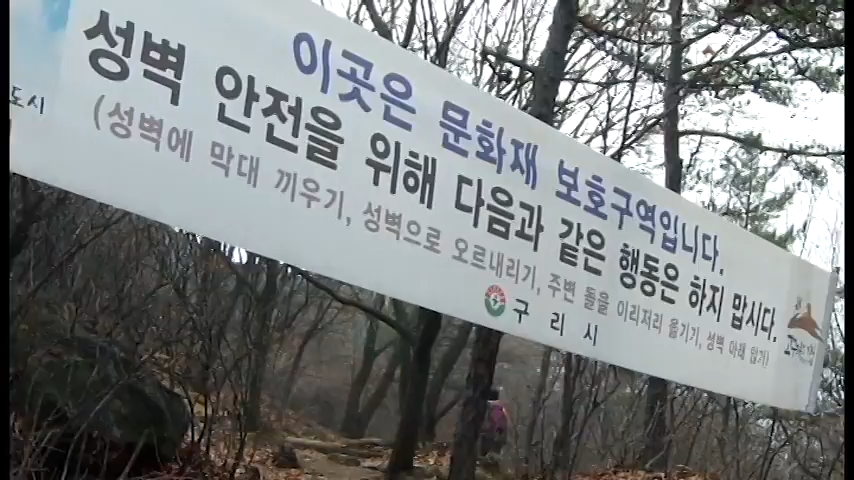 이곳은 문화재 보호구역입니다.
성벽 안전을 위해 다음과 같은 행동은 하지 맙시다.
(성벽에 막대 끼우기, 성벽으로 오르내리기, 주변 돌을 이리저리 옮기기, 성벽 아래 앉기)
구리시
도시